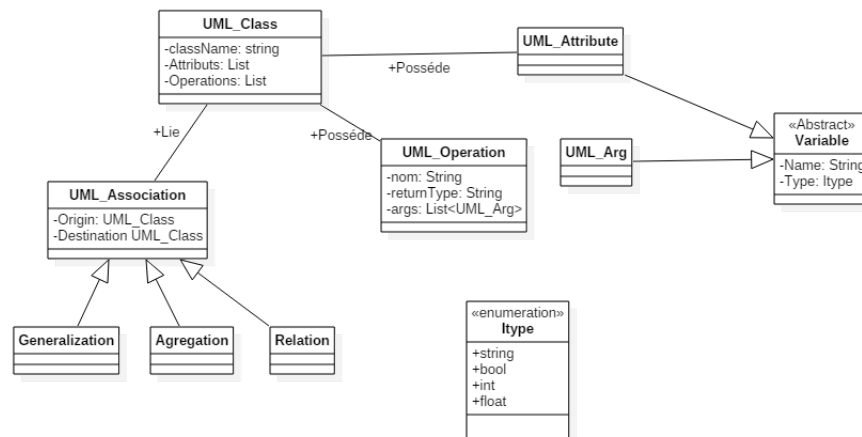 UML_Class
-className: string
-Attributs: List
-Operations: List
UML_Attribute
+Posséde
+Lie
+Posséde
«Abstract»
Variable
-Name: String
-Type: Itype
UML_Arg
UML_Operation
-nom: String
-returnType: String
-args: List<UML_Arg>
UML_Association
-Origin: UML_Class
-Destination UML_Class
Generalization
Agregation
Relation
«enumeration»
Itype
+string
+bool
+int
+float